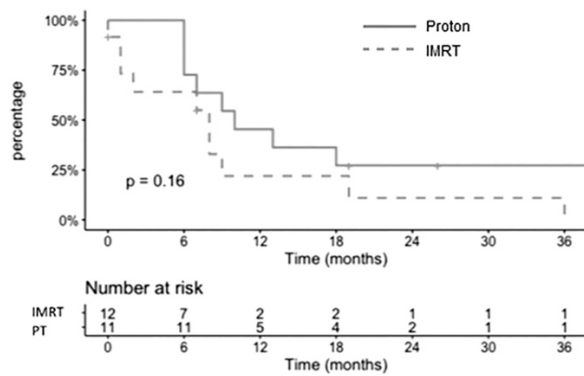 100%
75%
50%
25%
0%
percentage
Proton
IMRT
p = 0.16
0 6 12 18 24 30 36
Time (months)
Number at risk
IMRT 12 7 2 2 1 1 1
PT 11 11 5 4 2 1 1
0 6 12 18 24 30 36
Time (months)